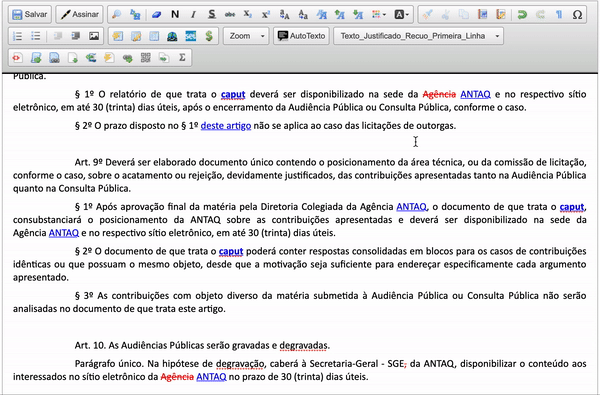 Salvar Assinar N I S abc X₂ X² aA Aa
Zoom AutoTexto Texto_Justificado_Recuo_Primeira_Linha
Pública.
§ 1º O relatório de que trata o caput deverá ser disponibilizado na sede da Agência ANTAQ e no respectivo sítio
eletrônico, em até 30 (trinta) dias úteis, após o encerramento da Audiência Pública ou Consulta Pública, conforme o caso.
§ 2º O prazo disposto no § 1º deste artigo não se aplica ao caso das licitações de outorgas.
Art. 9º Deverá ser elaborado documento único contendo o posicionamento da área técnica, ou da comissão de licitação,
conforme o caso, sobre o acatamento ou rejeição, devidamente justificados, das contribuições apresentadas tanto na Audiência Pública
quanto na Consulta Pública.
§ 1º Após aprovação final da matéria pela Diretoria Colegiada da Agência ANTAQ, o documento de que trata o caput,
consubstanciará o posicionamento da ANTAQ sobre as contribuições apresentadas e deverá ser disponibilizado na sede da
Agência ANTAQ e no respectivo sítio eletrônico, em até 30 (trinta) dias úteis.
§ 2º O documento de que trata o caput poderá conter respostas consolidadas em blocos para os casos de contribuições
idênticas ou que possuam o mesmo objeto, desde que a motivação seja suficiente para endereçar especificamente cada argumento
apresentado.
§ 3º As contribuições com objeto diverso da matéria submetida à Audiência Pública ou Consulta Pública não serão
analisadas no documento de que trata este artigo.
Art. 10. As Audiências Públicas serão gravadas e degravadas.
Parágrafo único. Na hipótese de degravação, caberá à Secretaria-Geral - SGE, da ANTAQ, disponibilizar o conteúdo aos
interessados no sítio eletrônico da Agência ANTAQ no prazo de 30 (trinta) dias úteis.